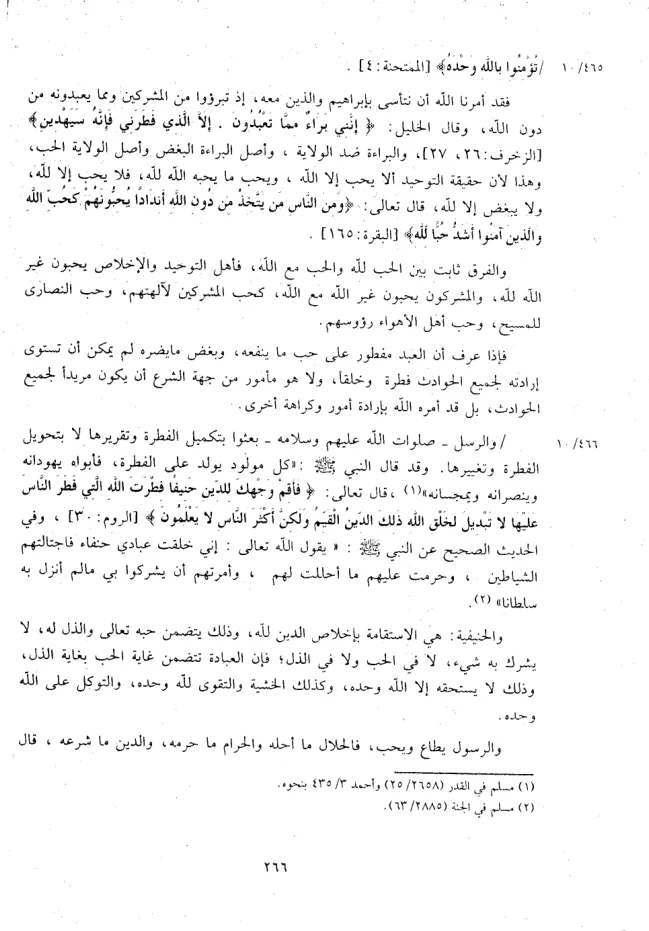 ١٠/٤٦٥ /تُؤْمِنُوا بِاللَّه وَحْدَهُ﴾ [الممتحنة:٤] .
فقد أمرنا الله أن نتأسى بإبراهيم والذين معه، إذ تبرؤوا من المشركين ومما يعبدونه من
دون الله، وقال الخليل: ﴿ إِنَّني بَرَاءٌ ممَّا تَعْبُدُونَ . إِلاَّ الَّذي فَطَرَني فَإِنَّهُ سَيَهْدِين﴾
[الزخرف:٢٦، ٢٧]، والبراءة ضد الولاية ، وأصل البراءة البغض وأصل الولاية الحب،
وهذا لأن حقيقة التوحيد ألا يحب إلا الله ، ويحب ما يحبه الله لله، فلا يحب إلا لله،
ولا يبغض إلا لله، قال تعالى: ﴿وَمِنَ النَّاسِ مَن يَتَّخذُ مِن دُونِ اللَّهِ أَندَادًا يُحِبُّونَهُمْ كَحُبِّ اللَّهِ
والَّذِينَ آمَنُوا أَشَدُّ حُبًّا لِلَّهِ﴾ [البقرة:١٦٥] .
والفرق ثابت بين الحب لله والحب مع الله، فأهل التوحيد والإخلاص يحبون غير
الله لله، والمشركون يحبون غير الله مع الله، كحب المشركين لآلهتهم، وحب النصارى
للمسيح، وحب أهل الأهواء رؤوسهم.
فإذا عرف أن العبد مفطور على حب ما ينفعه، وبغض مايضره لم يمكن أن تستوى
إرادته لجميع الحوادث فطرة وخلقاً، ولا هو مأمور من جهة الشرع أن يكون مريداً لجميع
الحوادث، بل قد أمره الله بإرادة أمور وكراهة أخرى.
١٠/٤٦٦ /والرسل ـ صلوات الله عليهم وسلامه ـ بعثوا بتكميل الفطرة وتقريرها لا بتحويل
الفطرة وتغييرها. وقد قال النبي ﷺ :«كل مولود يولد على الفطرة، فأبواه يهودانه
وينصرانه ويمجسانه»(١) ،قال تعالى: ﴿ فَأَقِمْ وَجْهَكَ لِلدِّينِ حَنيفًا فِطْرَتَ اللَّهِ الَّتِي فَطَرَ النَّاسَ
عَلَيْهَا لا تَبْدِيلَ لِخَلْقِ اللَّهِ ذَلِكَ الدِّينُ الْقَيِّمُ وَلَكِنَّ أَكْثَرَ النَّاسِ لا يَعْلَمُونَ ﴾ [الروم:٣٠] ، وفي
الحديث الصحيح عن النبي ﷺ : « يقول الله تعالى : إني خلقت عبادي حنفاء فاجتالتهم
الشياطين ، وحرمت عليهم ما أحللت لهم ، وأمرتهم أن يشركوا بي مالم أنزل به
سلطانا» (٢).
والحنيفية: هي الاستقامة بإخلاص الدين لله، وذلك يتضمن حبه تعالى والذل له، لا
يشرك به شيء، لا في الحب ولا في الذل؛ فإن العبادة تتضمن غاية الحب بغاية الذل،
وذلك لا يستحقه إلا الله وحده، وكذلك الخشية والتقوى لله وحده، والتوكل على الله
وحده.
والرسول يطاع ويحب، فالحلال ما أحله والحرام ما حرمه، والدين ما شرعه ، قال
(١) مسلم في القدر (٢٥/٢٦٥٨) وأحمد ٤٣٥/٣ بنحوه.
(٢) مسلم في الجنة (٦٣/٢٨٨٥).
٢٦٦